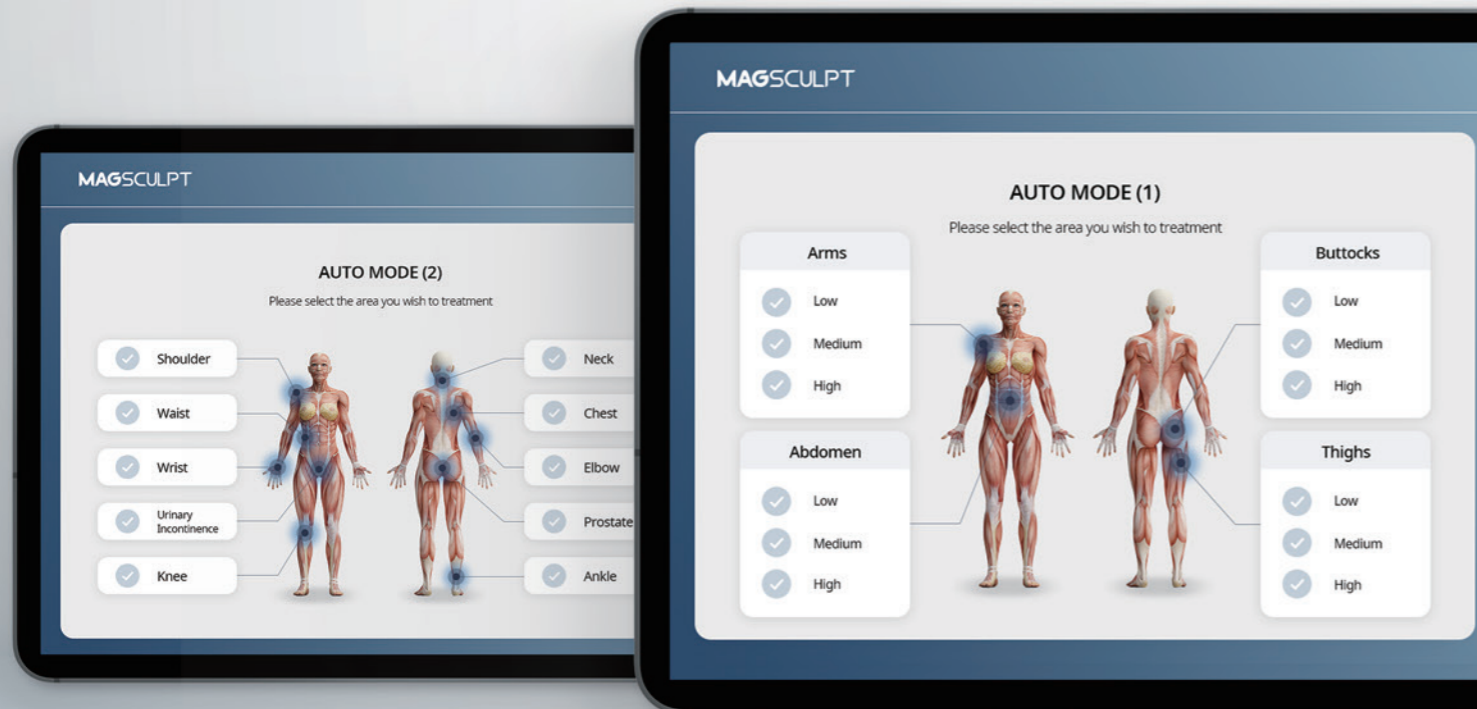 MAGSCULPT
AUTO MODE (2)
Please select the area you wish to treatment
Shoulder
Waist
Wrist
Urinary
Incontinence
Knee
Neck
Chest
Elbow
Prostate
Ankle
MAGSCULPT
AUTO MODE (1)
Please select the area you wish to treatment
Arms
Low
Medium
High
Abdomen
Low
Medium
High
Buttocks
Low
Medium
High
Thighs
Low
Medium
High